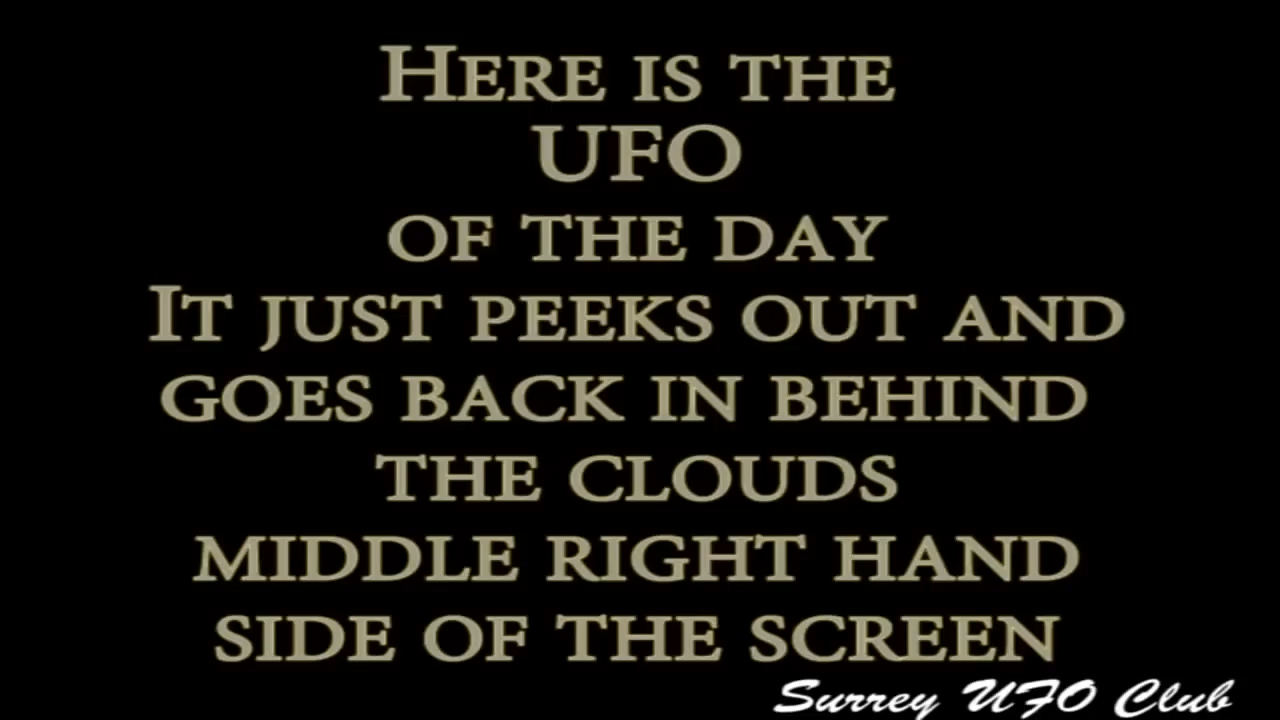 Here is the
UFO
of the day
It just peeks out and
goes back in behind
the clouds
middle right hand
side of the screen
Surrey UFO Club